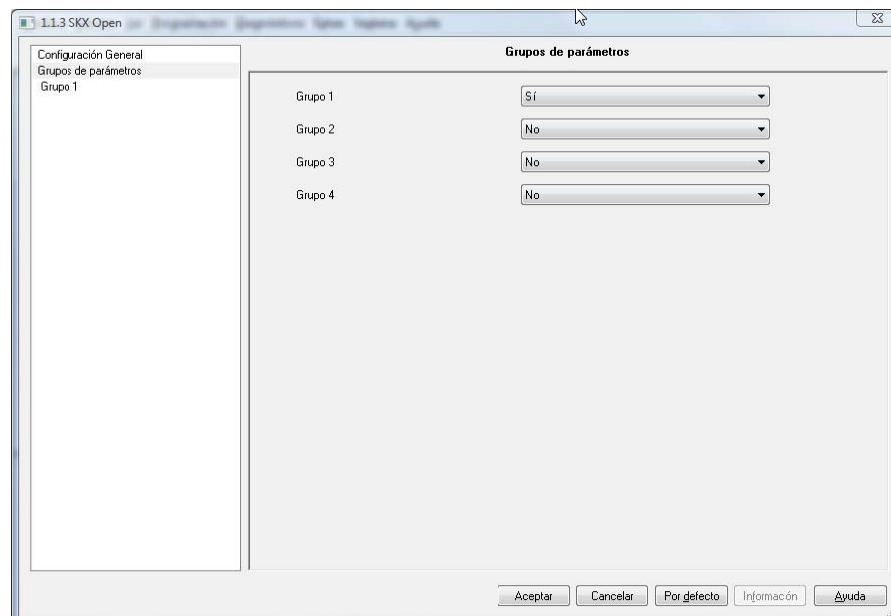 1.1.3 SKX Open
Configuración General
Grupos de parámetros
Grupo 1
Grupos de parámetros
Grupo 1 Sí
Grupo 2 No
Grupo 3 No
Grupo 4 No
Aceptar Cancelar Por defecto Informacón Ayuda